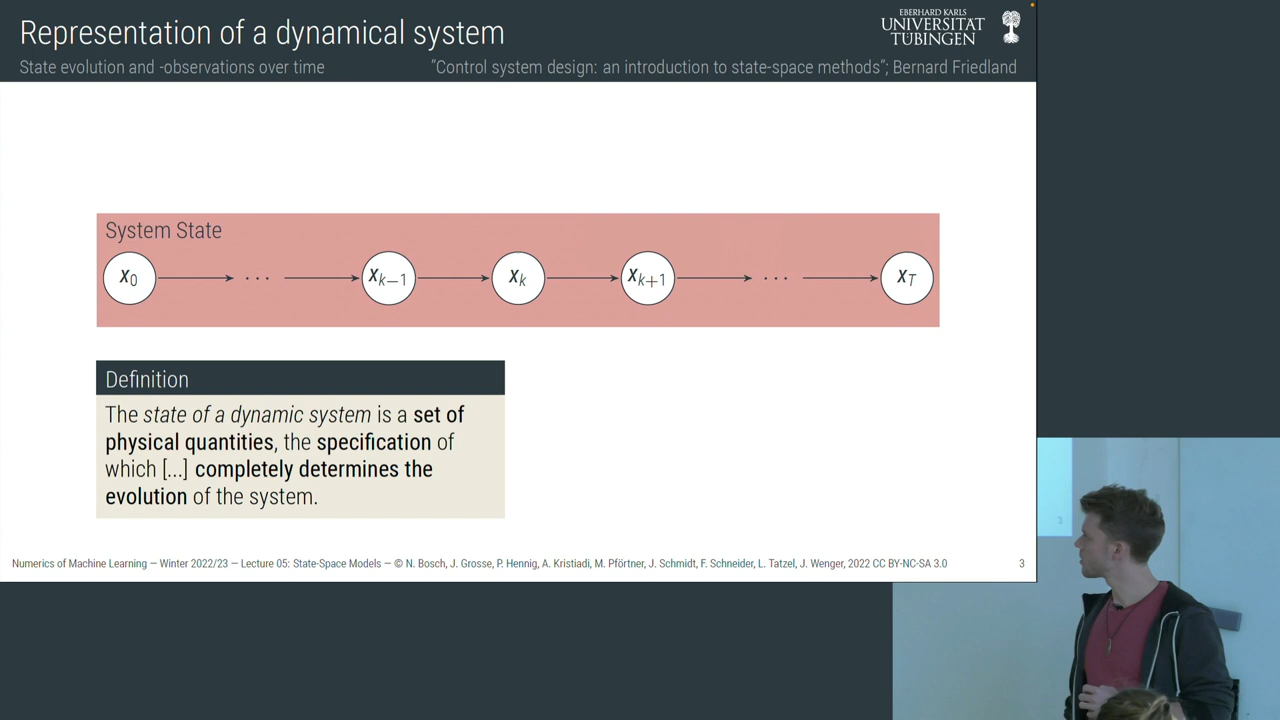 Representation of a dynamical system
EBERHARD KARLS
UNIVERSITÄT
TÜBINGEN
State evolution and -observations over time
"Control system design: an introduction to state-space methods"; Bernard Friedland
System State
x₀ ··· xₖ₋₁ xₖ xₖ₊₁ ··· x_T
Definition
The state of a dynamic system is a set of
physical quantities, the specification of
which [...] completely determines the
evolution of the system.
Numerics of Machine Learning — Winter 2022/23 — Lecture 05: State-Space Models — © N. Bosch, J. Grosse, P. Hennig, A. Kristiadi, M. Pförtner, J. Schmidt, F. Schneider, L. Tatzel, J. Wenger, 2022 CC BY-NC-SA 3.0
3